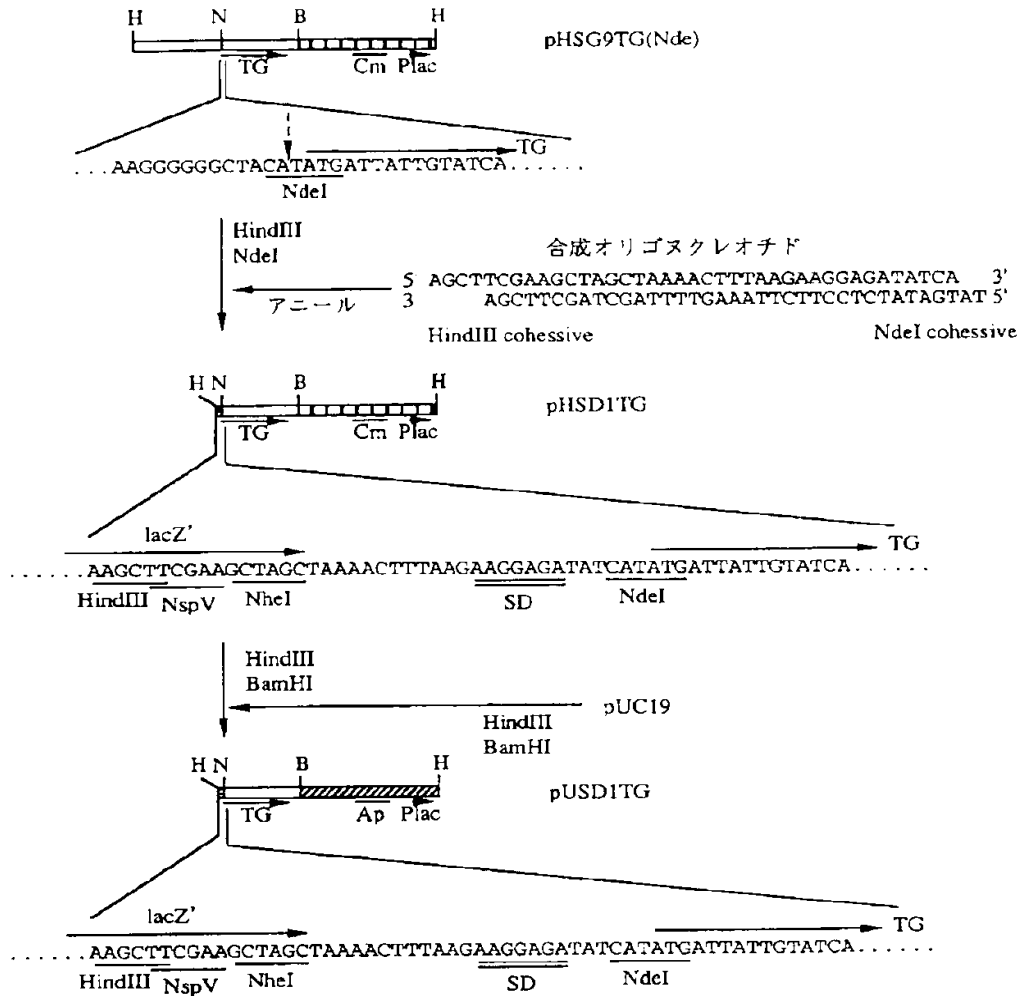 H N B H
pHSG9TG(Nde)
TG Cm Plac
TG
...AAGGGGGGCTACATATGATTATTGTATCA......
NdeI
HindIII
NdeI
合成オリゴヌクレオチド
5 AGCTTCGAAGCTAGCTAAAACTTTAAGAAGGAGATATCA 3'
アニール
3 AGCTTCGATCGATTTTGAAATTCTTCCTCTATAGTAT 5'
HindIII cohessive NdeI cohessive
H N B H
pHSD1TG
TG Cm Plac
lacZ' TG
......AAGCTTCGAAGCTAGCTAAAACTTTAAGAAGGAGATATCATATGATTATTGTATCA......
HindIII NspV NheI SD NdeI
HindIII
BamHI
pUC19
HindIII
BamHI
H N B H
pUSD1TG
TG Ap Plac
lacZ' TG
......AAGCTTCGAAGCTAGCTAAAACTTTAAGAAGGAGATATCATATGATTATTGTATCA......
HindIII NspV NheI SD NdeI